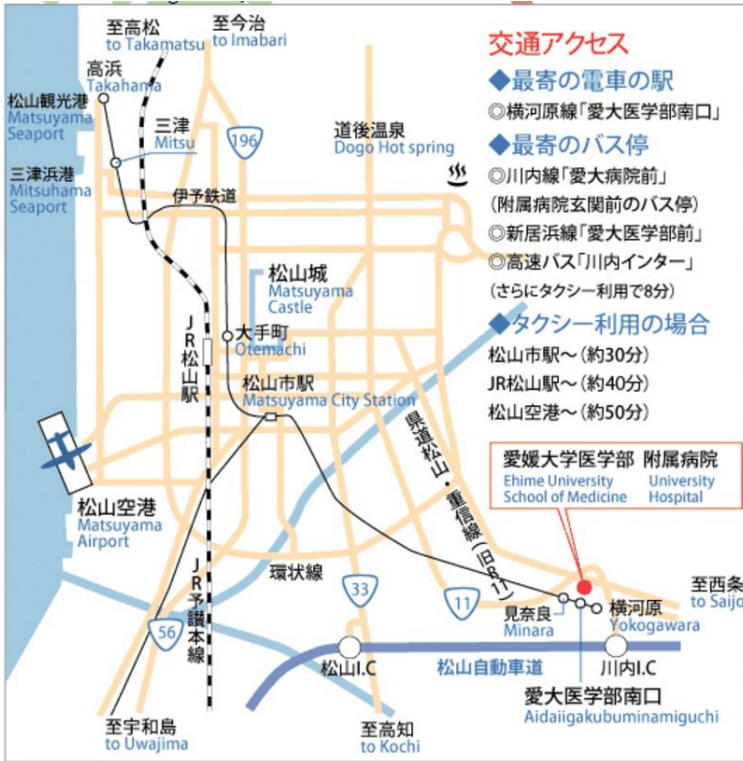 至高松
to Takamatsu
至今治
to Imabari
高浜
Takahama
松山観光港
Matsuyama
Seaport
三津
Mitsu
196
道後温泉
Dogo Hot spring
三津浜港
Mitsuhama
Seaport
伊予鉄道
松山城
Matsuyama
Castle
JR松山駅
大手町
Otemachi
松山市駅
Matsuyama City Station
県道松山・重信線(旧R11)
松山空港
Matsuyama
Airport
環状線
JR予讃本線
33
11
56
見奈良
Minara
横河原
Yokogawara
至西条
to Saijo
松山I.C
松山自動車道
川内I.C
愛大医学部南口
Aidaiigakubuminamiguchi
至宇和島
to Uwajima
至高知
to Kochi
交通アクセス
◆最寄の電車の駅
◎横河原線「愛大医学部南口」
◆最寄のバス停
◎川内線「愛大病院前」
(附属病院玄関前のバス停)
◎新居浜線「愛大医学部前」
◎高速バス「川内インター」
(さらにタクシー利用で8分)
◆タクシー利用の場合
松山市駅～(約30分)
JR松山駅～(約40分)
松山空港～(約50分)
愛媛大学医学部 附属病院
Ehime University University
School of Medicine Hospital